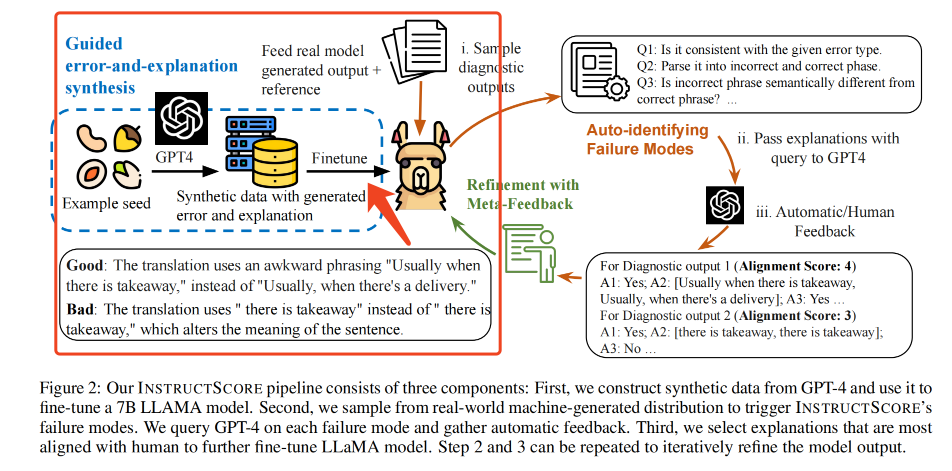 Guided
error-and-explanation
synthesis
Feed real model
generated output +
reference
i. Sample
diagnostic
outputs
GPT4
Finetune
Example seed
Synthetic data with generated
error and explanation
Q1: Is it consistent with the given error type.
Q2: Parse it into incorrect and correct phase.
Q3: Is incorrect phrase semantically different from
correct phrase? ...
Auto-identifying
Failure Modes
ii. Pass explanations with
query to GPT4
Refinement with
Meta-Feedback
iii. Automatic/Human
Feedback
Good: The translation uses an awkward phrasing "Usually when
there is takeaway," instead of "Usually, when there's a delivery."
Bad: The translation uses " there is takeaway" instead of " there is
takeaway," which alters the meaning of the sentence.
For Diagnostic output 1 (Alignment Score: 4)
A1: Yes; A2: [Usually when there is takeaway,
Usually, when there's a delivery]; A3: Yes ...
For Diagnostic output 2 (Alignment Score: 3)
A1: Yes; A2: [there is takeaway, there is takeaway];
A3: No ...
Figure 2: Our INSTRUCTSCORE pipeline consists of three components: First, we construct synthetic data from GPT-4 and use it to
fine-tune a 7B LLAMA model. Second, we sample from real-world machine-generated distribution to trigger INSTRUCTSCORE's
failure modes. We query GPT-4 on each failure mode and gather automatic feedback. Third, we select explanations that are most
aligned with human to further fine-tune LLaMA model. Step 2 and 3 can be repeated to iteratively refine the model output.